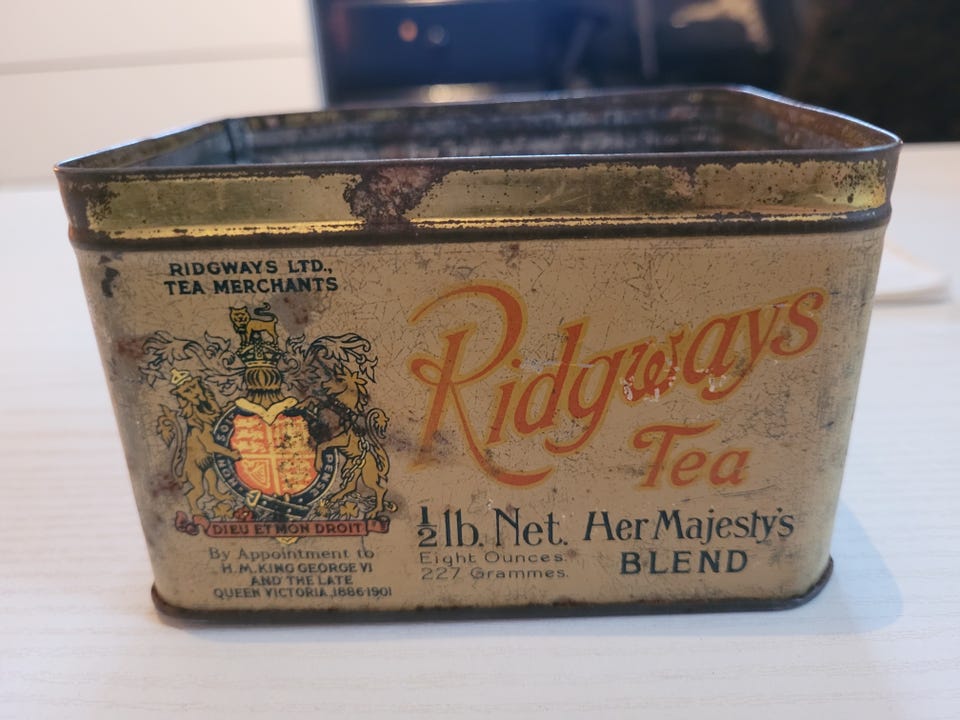 RIDGWAYS LTD.,
TEA MERCHANTS
DIEU ET MON DROIT
By Appointment to
H.M. KING GEORGE VI
AND THE LATE
QUEEN VICTORIA, 1886-1901
Ridgways
Tea
½ lb. Net.
Eight Ounces.
227 Grammes.
Her Majesty's
BLEND